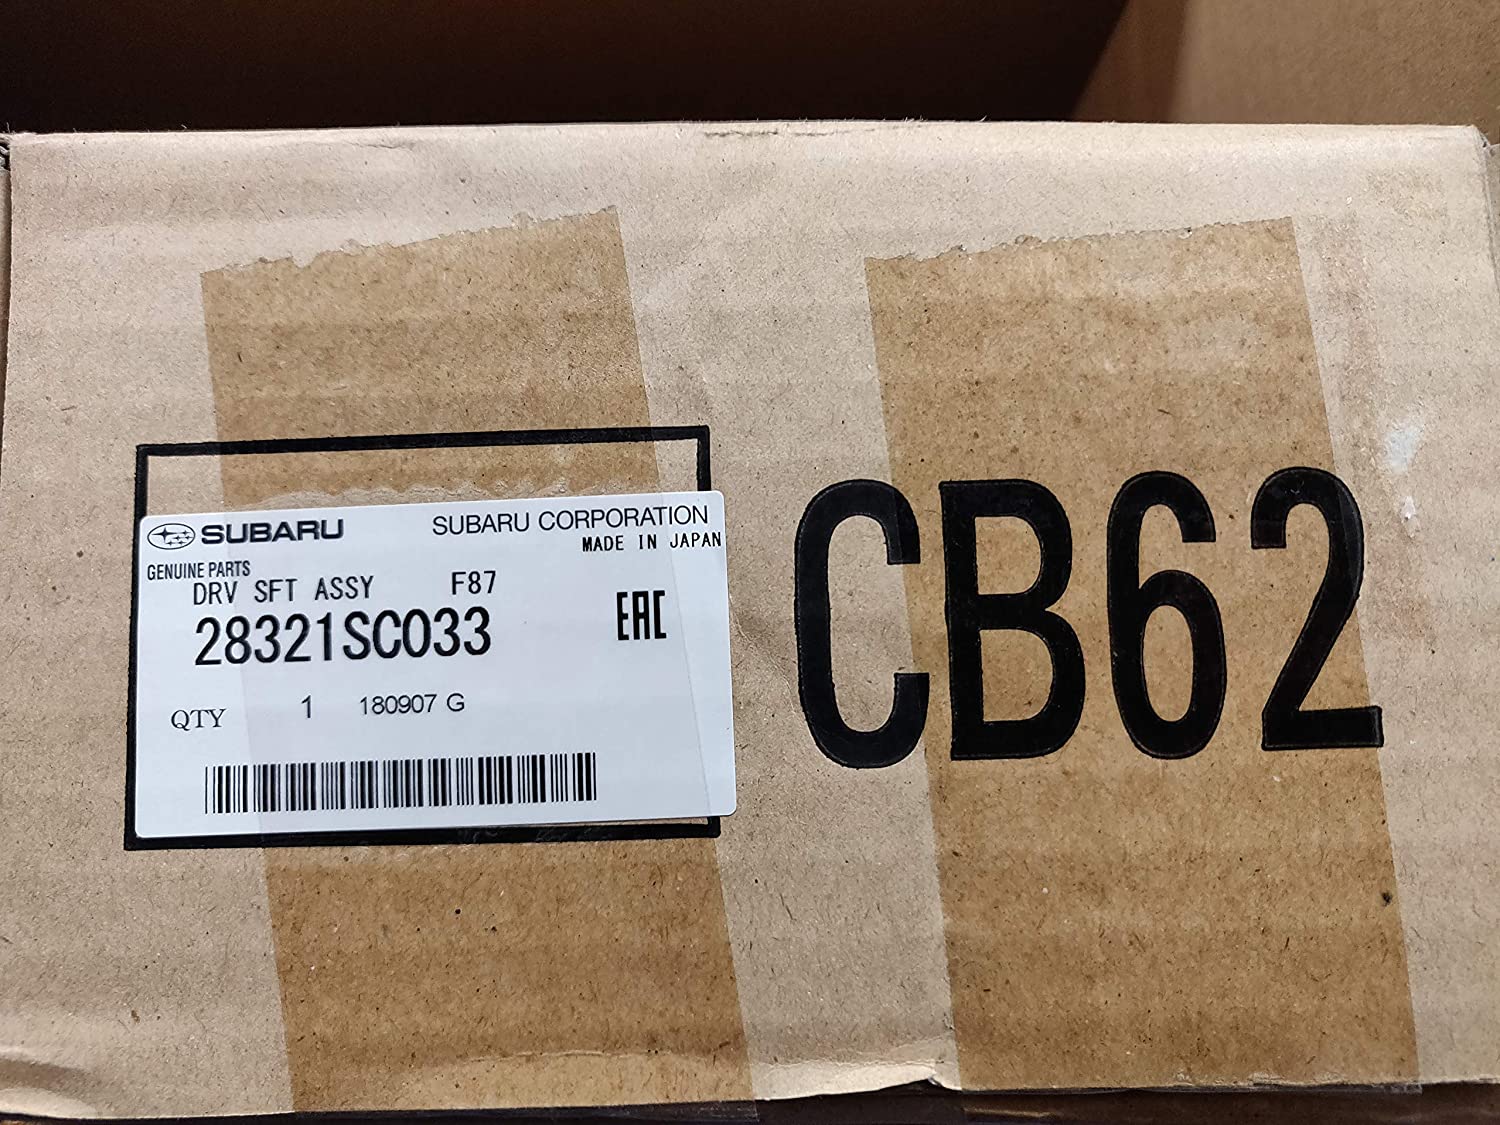 SUBARU SUBARU CORPORATION
MADE IN JAPAN
GENUINE PARTS
DRV SFT ASSY F87
28321SC033
EAC
QTY 1 180907 G
CB62